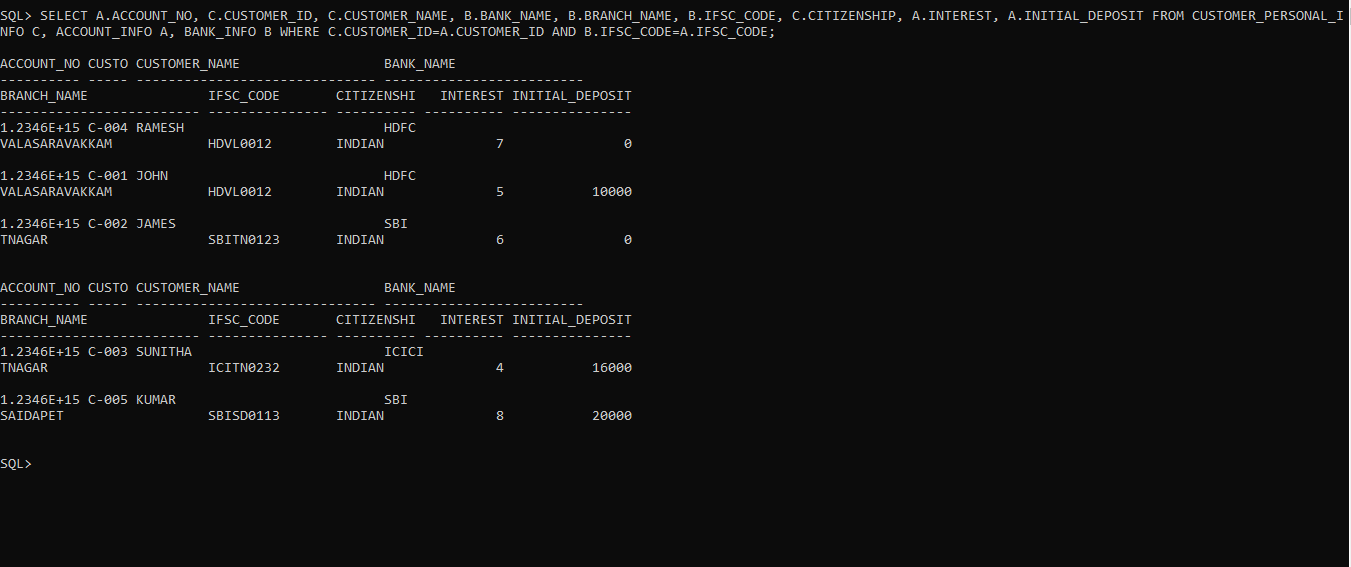 SQL> SELECT A.ACCOUNT_NO, C.CUSTOMER_ID, C.CUSTOMER_NAME, B.BANK_NAME, B.BRANCH_NAME, B.IFSC_CODE, C.CITIZENSHIP, A.INTEREST, A.INITIAL_DEPOSIT FROM CUSTOMER_PERSONAL_I
NFO C, ACCOUNT_INFO A, BANK_INFO B WHERE C.CUSTOMER_ID=A.CUSTOMER_ID AND B.IFSC_CODE=A.IFSC_CODE;
ACCOUNT_NO CUSTO CUSTOMER_NAME                  BANK_NAME
---------- ----- ------------------------------ -------------------------
BRANCH_NAME               IFSC_CODE       CITIZENSHI   INTEREST INITIAL_DEPOSIT
------------------------- --------------- ---------- ---------- ---------------
1.2346E+15 C-004 RAMESH                         HDFC
VALASARAVAKKAM            HDVL0012        INDIAN              7               0
1.2346E+15 C-001 JOHN                           HDFC
VALASARAVAKKAM            HDVL0012        INDIAN              5           10000
1.2346E+15 C-002 JAMES                          SBI
TNAGAR                    SBITN0123       INDIAN              6               0
ACCOUNT_NO CUSTO CUSTOMER_NAME                  BANK_NAME
---------- ----- ------------------------------ -------------------------
BRANCH_NAME               IFSC_CODE       CITIZENSHI   INTEREST INITIAL_DEPOSIT
------------------------- --------------- ---------- ---------- ---------------
1.2346E+15 C-003 SUNITHA                        ICICI
TNAGAR                    ICITN0232       INDIAN              4           16000
1.2346E+15 C-005 KUMAR                          SBI
SAIDAPET                  SBISD0113       INDIAN              8           20000
SQL>